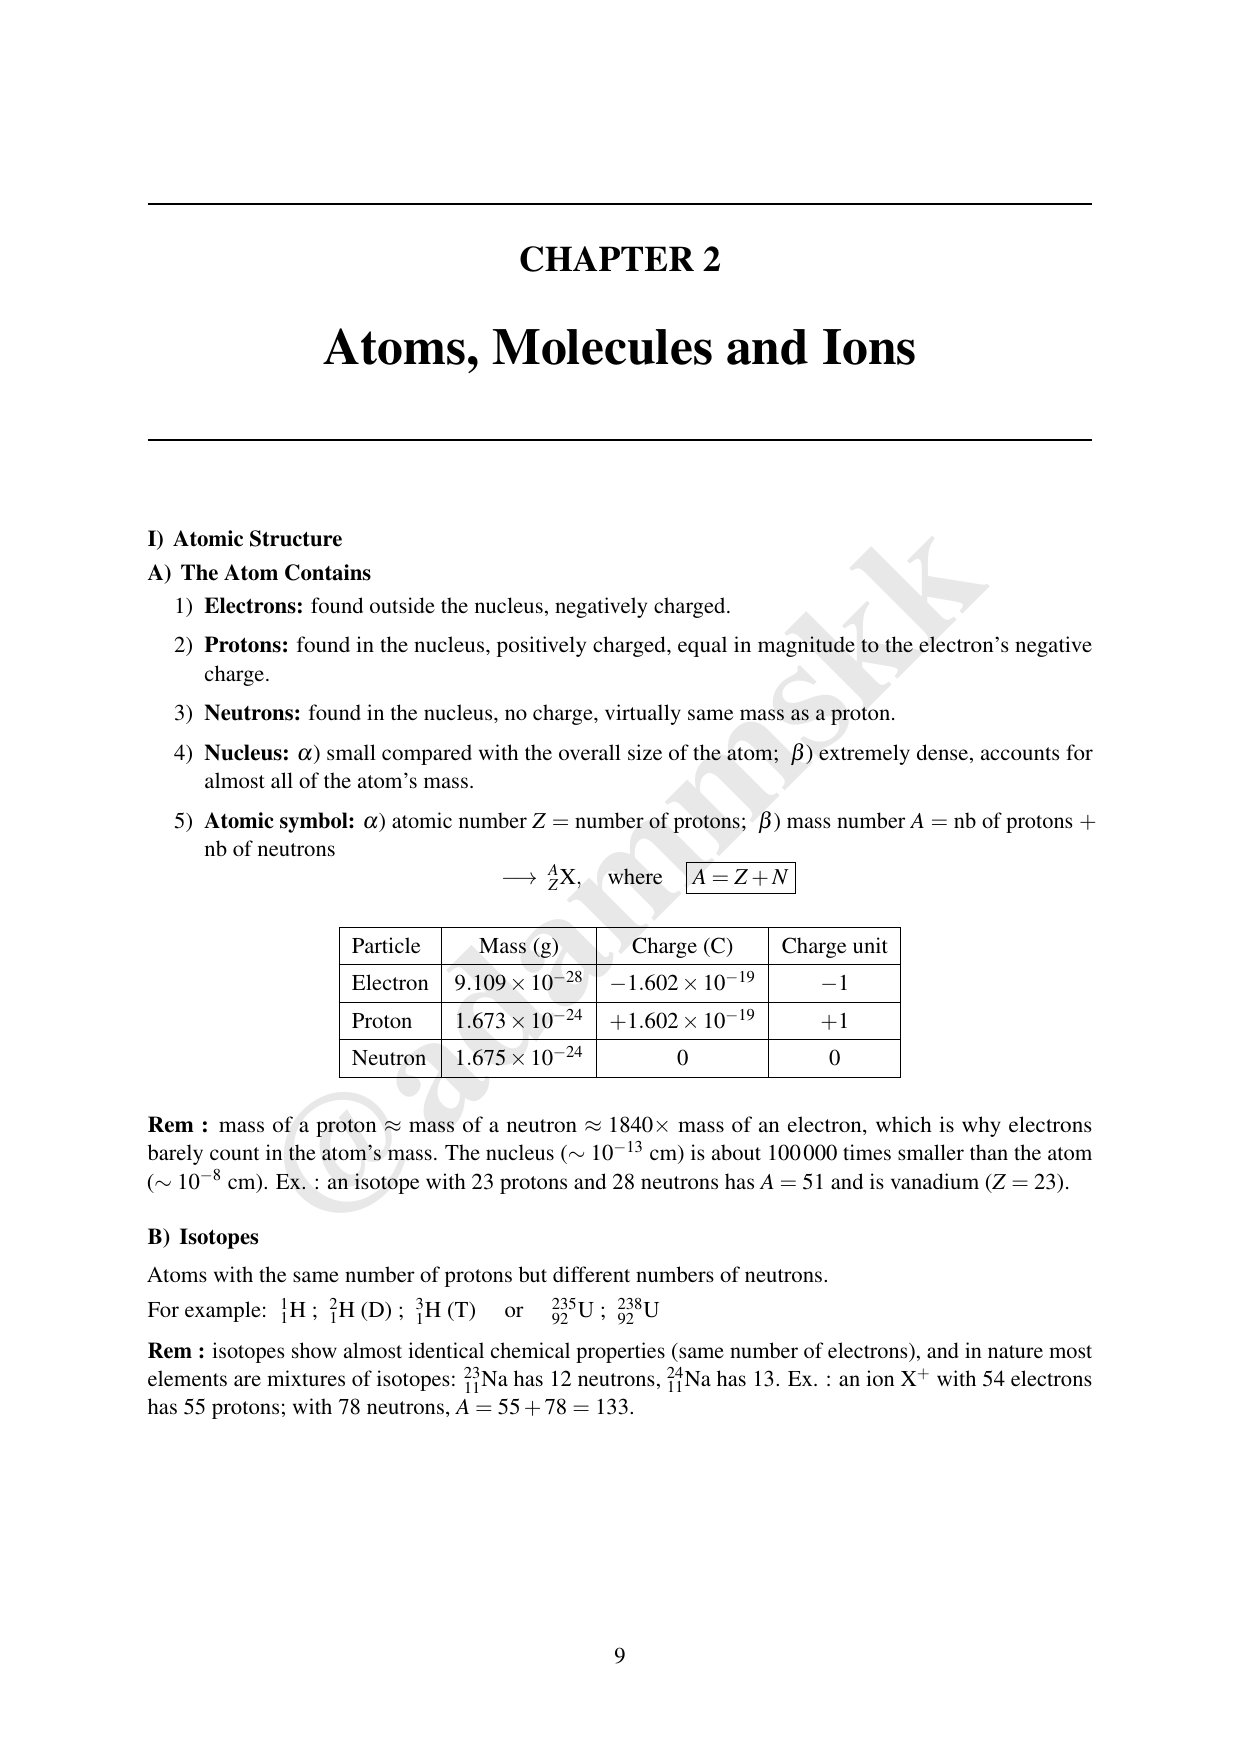 CHAPTER 2
Atoms, Molecules and Ions
I) Atomic Structure
A) The Atom Contains
1) Electrons: found outside the nucleus, negatively charged.
2) Protons: found in the nucleus, positively charged, equal in magnitude to the electron's negative
charge.
3) Neutrons: found in the nucleus, no charge, virtually same mass as a proton.
4) Nucleus: α) small compared with the overall size of the atom; β) extremely dense, accounts for
almost all of the atom's mass.
5) Atomic symbol: α) atomic number Z = number of protons; β) mass number A = nb of protons +
nb of neutrons
⟶ ᴬ_Z X, where A = Z + N
Particle Mass (g) Charge (C) Charge unit
Electron 9.109 × 10⁻²⁸ −1.602 × 10⁻¹⁹ −1
Proton 1.673 × 10⁻²⁴ +1.602 × 10⁻¹⁹ +1
Neutron 1.675 × 10⁻²⁴ 0 0
Rem : mass of a proton ≈ mass of a neutron ≈ 1840× mass of an electron, which is why electrons
barely count in the atom's mass. The nucleus (∼ 10⁻¹³ cm) is about 100 000 times smaller than the atom
(∼ 10⁻⁸ cm). Ex. : an isotope with 23 protons and 28 neutrons has A = 51 and is vanadium (Z = 23).
B) Isotopes
Atoms with the same number of protons but different numbers of neutrons.
For example: ¹₁H ; ²₁H (D) ; ³₁H (T) or ²³⁵₉₂U ; ²³⁸₉₂U
Rem : isotopes show almost identical chemical properties (same number of electrons), and in nature most
elements are mixtures of isotopes: ²³₁₁Na has 12 neutrons, ²⁴₁₁Na has 13. Ex. : an ion X⁺ with 54 electrons
has 55 protons; with 78 neutrons, A = 55 + 78 = 133.
9
@adammskk